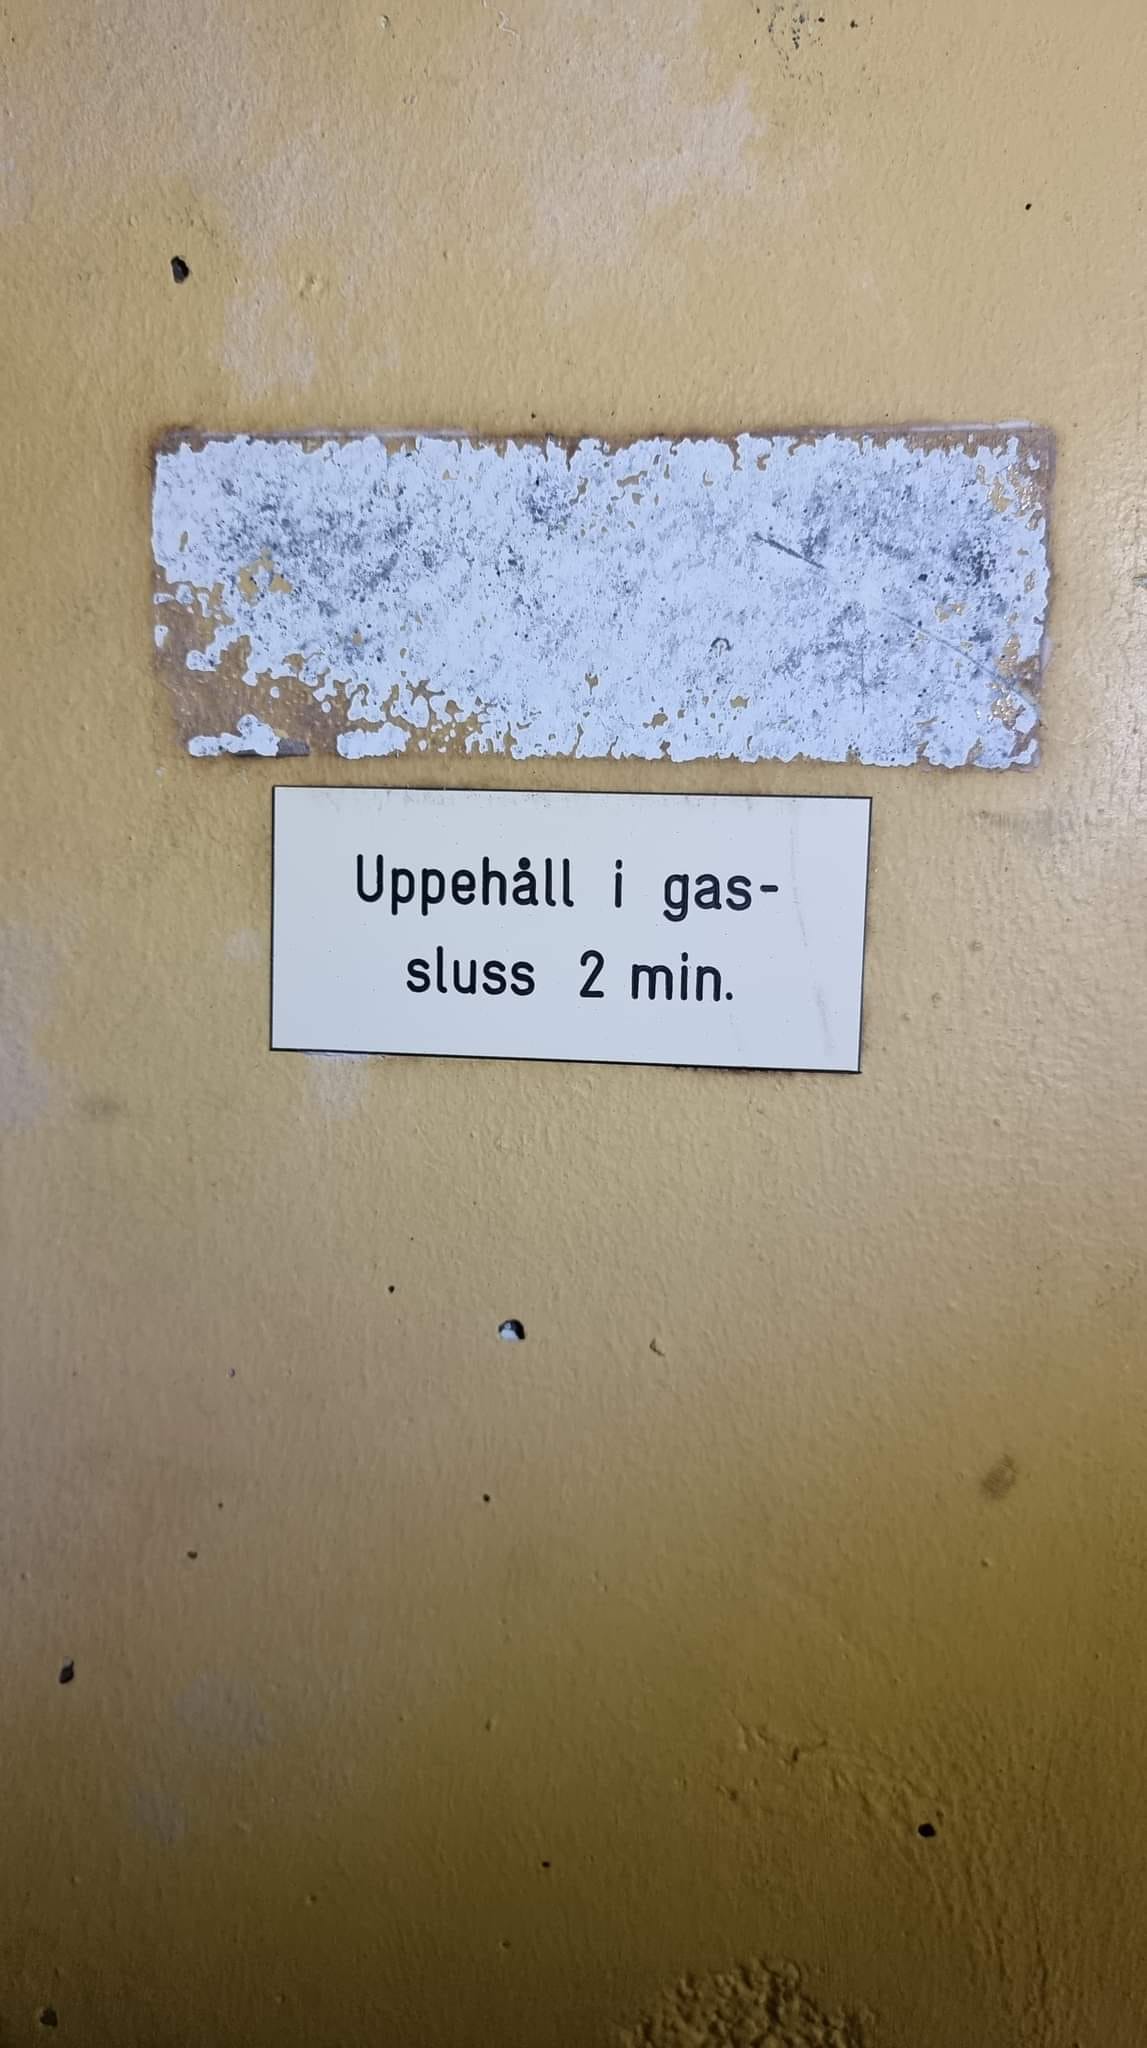 Uppehåll i gas-
sluss 2 min.